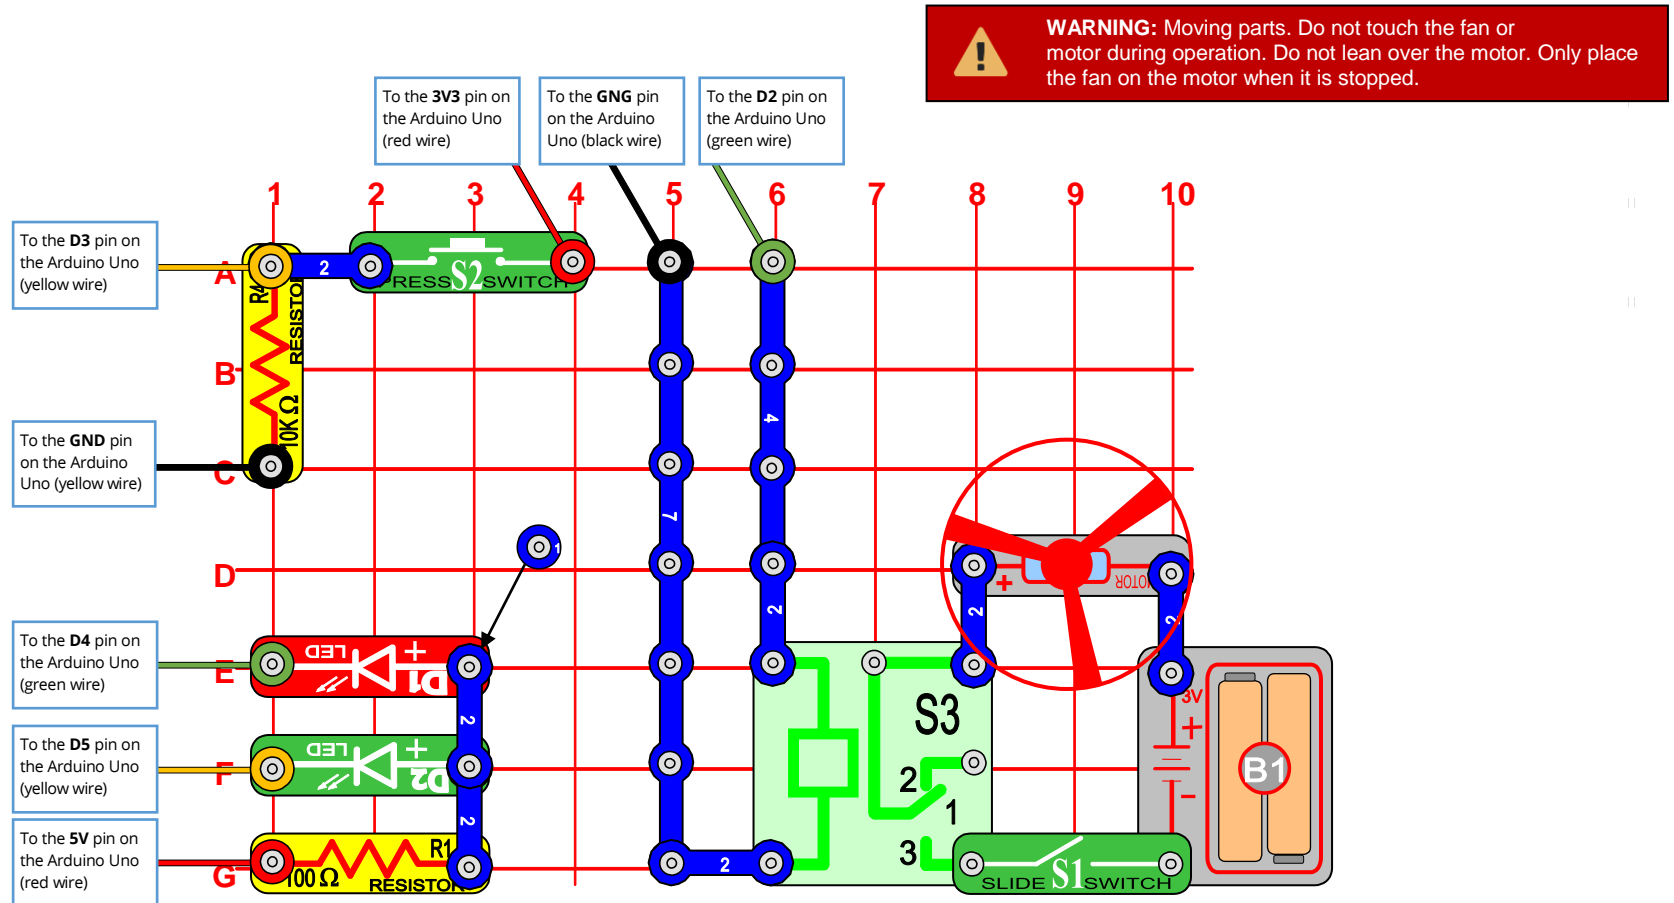 WARNING: Moving parts. Do not touch the fan or
motor during operation. Do not lean over the motor. Only place
the fan on the motor when it is stopped.
To the 3V3 pin on
the Arduino Uno
(red wire)
To the GNG pin
on the Arduino
Uno (black wire)
To the D2 pin on
the Arduino Uno
(green wire)
1 2 3 4 5 6 7 8 9 10
To the D3 pin on
the Arduino Uno
(yellow wire)
A
2
PRESS S2 SWITCH
R4
RESISTOR
10K Ω
B
4
To the GND pin
on the Arduino
Uno (yellow wire)
C
7
1
D
+
MOTOR
2
2
2
To the D4 pin on
the Arduino Uno
(green wire)
E
LED
+
D1
2
S3
3V
+
-
B1
To the D5 pin on
the Arduino Uno
(yellow wire)
F
LED
+
D2
2
2
1
3
To the 5V pin on
the Arduino Uno
(red wire)
G
R1
100 Ω
RESISTOR
2
SLIDE S1 SWITCH